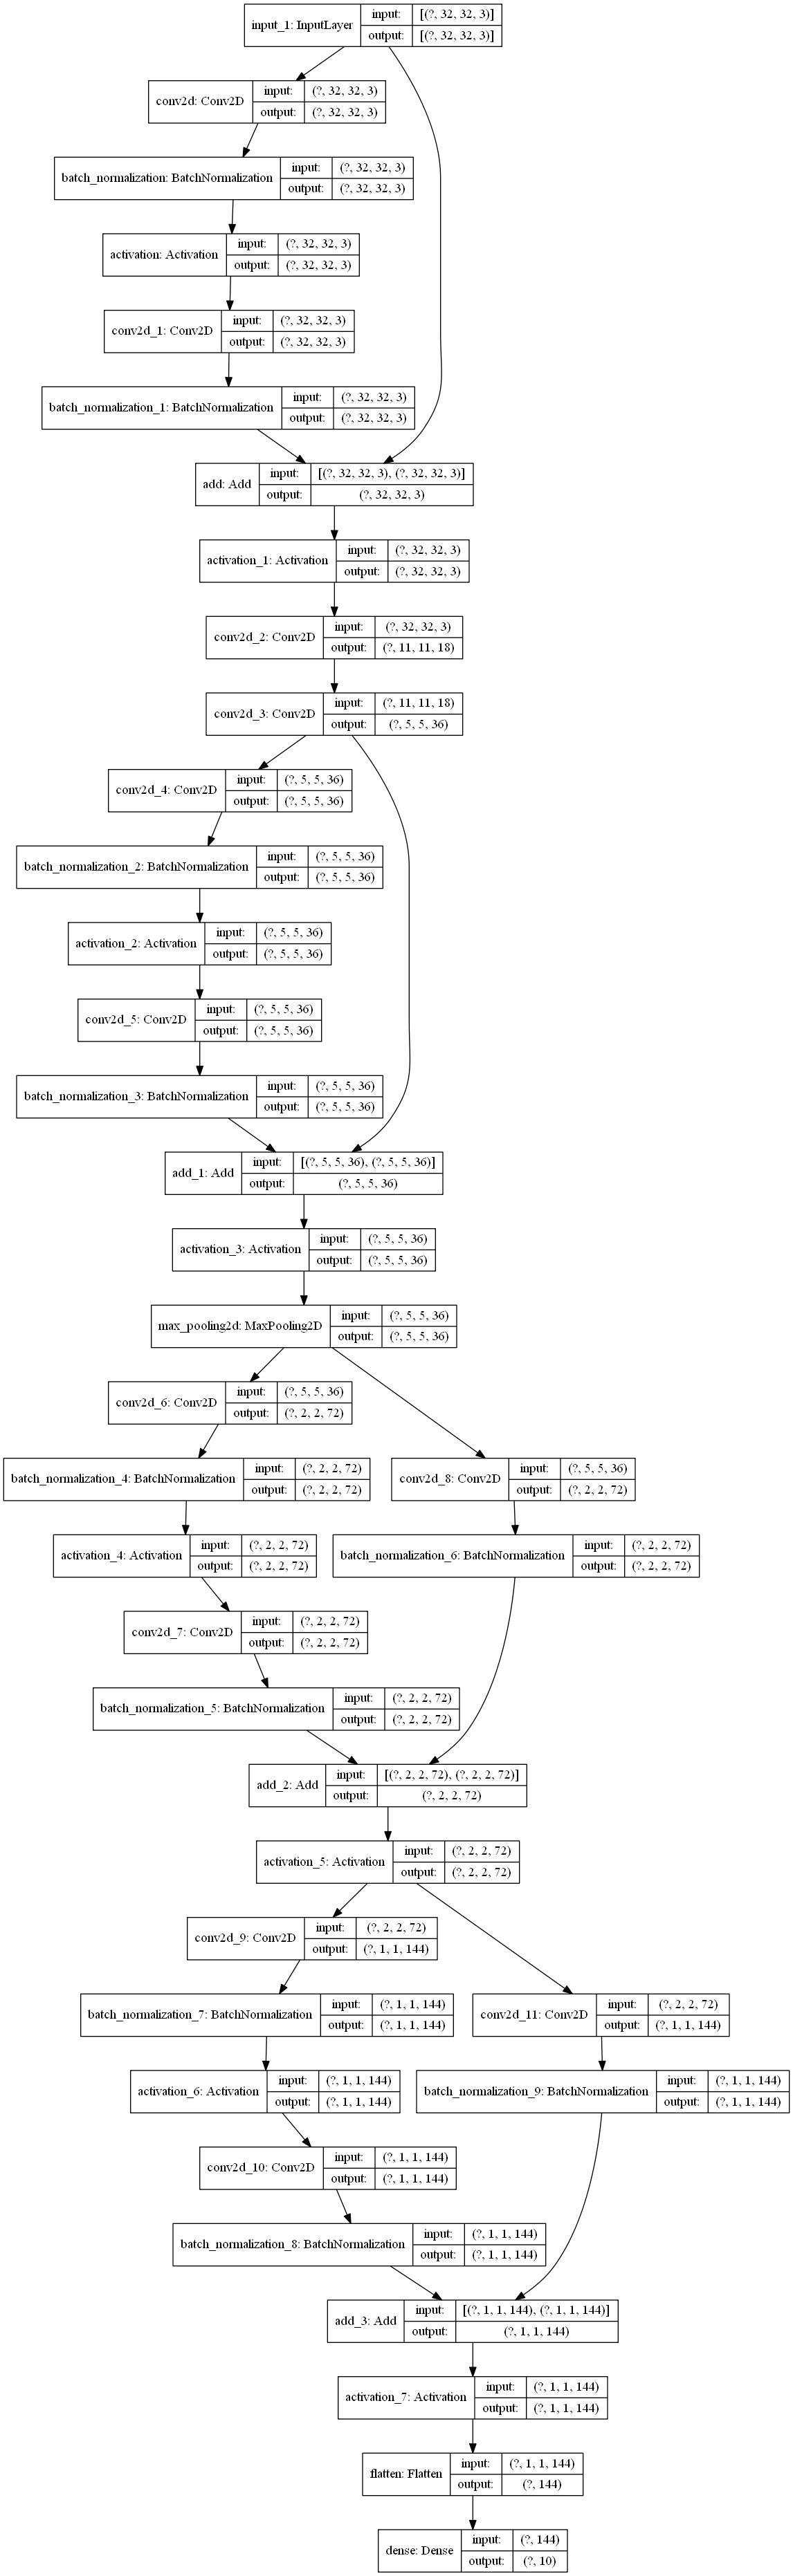 input_1: InputLayer
input: [(?, 32, 32, 3)]
output: [(?, 32, 32, 3)]
conv2d: Conv2D
input: (?, 32, 32, 3)
output: (?, 32, 32, 3)
batch_normalization: BatchNormalization
input: (?, 32, 32, 3)
output: (?, 32, 32, 3)
activation: Activation
input: (?, 32, 32, 3)
output: (?, 32, 32, 3)
conv2d_1: Conv2D
input: (?, 32, 32, 3)
output: (?, 32, 32, 3)
batch_normalization_1: BatchNormalization
input: (?, 32, 32, 3)
output: (?, 32, 32, 3)
add: Add
input: [(?, 32, 32, 3), (?, 32, 32, 3)]
output: (?, 32, 32, 3)
activation_1: Activation
input: (?, 32, 32, 3)
output: (?, 32, 32, 3)
conv2d_2: Conv2D
input: (?, 32, 32, 3)
output: (?, 11, 11, 18)
conv2d_3: Conv2D
input: (?, 11, 11, 18)
output: (?, 5, 5, 36)
conv2d_4: Conv2D
input: (?, 5, 5, 36)
output: (?, 5, 5, 36)
batch_normalization_2: BatchNormalization
input: (?, 5, 5, 36)
output: (?, 5, 5, 36)
activation_2: Activation
input: (?, 5, 5, 36)
output: (?, 5, 5, 36)
conv2d_5: Conv2D
input: (?, 5, 5, 36)
output: (?, 5, 5, 36)
batch_normalization_3: BatchNormalization
input: (?, 5, 5, 36)
output: (?, 5, 5, 36)
add_1: Add
input: [(?, 5, 5, 36), (?, 5, 5, 36)]
output: (?, 5, 5, 36)
activation_3: Activation
input: (?, 5, 5, 36)
output: (?, 5, 5, 36)
max_pooling2d: MaxPooling2D
input: (?, 5, 5, 36)
output: (?, 5, 5, 36)
conv2d_6: Conv2D
input: (?, 5, 5, 36)
output: (?, 2, 2, 72)
batch_normalization_4: BatchNormalization
input: (?, 2, 2, 72)
output: (?, 2, 2, 72)
conv2d_8: Conv2D
input: (?, 5, 5, 36)
output: (?, 2, 2, 72)
activation_4: Activation
input: (?, 2, 2, 72)
output: (?, 2, 2, 72)
batch_normalization_6: BatchNormalization
input: (?, 2, 2, 72)
output: (?, 2, 2, 72)
conv2d_7: Conv2D
input: (?, 2, 2, 72)
output: (?, 2, 2, 72)
batch_normalization_5: BatchNormalization
input: (?, 2, 2, 72)
output: (?, 2, 2, 72)
add_2: Add
input: [(?, 2, 2, 72), (?, 2, 2, 72)]
output: (?, 2, 2, 72)
activation_5: Activation
input: (?, 2, 2, 72)
output: (?, 2, 2, 72)
conv2d_9: Conv2D
input: (?, 2, 2, 72)
output: (?, 1, 1, 144)
batch_normalization_7: BatchNormalization
input: (?, 1, 1, 144)
output: (?, 1, 1, 144)
conv2d_11: Conv2D
input: (?, 2, 2, 72)
output: (?, 1, 1, 144)
activation_6: Activation
input: (?, 1, 1, 144)
output: (?, 1, 1, 144)
batch_normalization_9: BatchNormalization
input: (?, 1, 1, 144)
output: (?, 1, 1, 144)
conv2d_10: Conv2D
input: (?, 1, 1, 144)
output: (?, 1, 1, 144)
batch_normalization_8: BatchNormalization
input: (?, 1, 1, 144)
output: (?, 1, 1, 144)
add_3: Add
input: [(?, 1, 1, 144), (?, 1, 1, 144)]
output: (?, 1, 1, 144)
activation_7: Activation
input: (?, 1, 1, 144)
output: (?, 1, 1, 144)
flatten: Flatten
input: (?, 1, 1, 144)
output: (?, 144)
dense: Dense
input: (?, 144)
output: (?, 10)